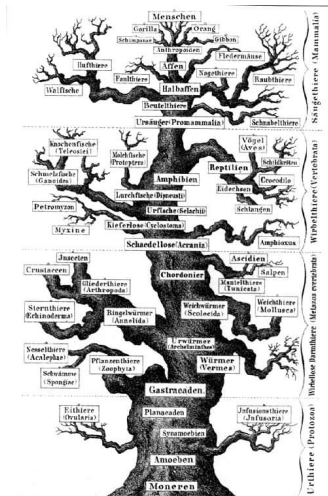 Menschen
Gorilla
Orang
Schimpanse
Gibbon
Anthropoiden
Fledermäuse
Affen
Hufthiere
Nagethiere
Raubthiere
Faulthiere
Walfische
Halbaffen
Beutelthiere
Schnabelthiere
Ursäuger (Promammalia)
Säugethiere (Mammalia)
Knochenfische
(Teleostei)
Molchfische
(Protoptera)
Vögel
(Aves)
Schildkröten
Reptilien
Schmelzfische
(Ganoides)
Amphibien
Crocodile
Eidechsen
Lurchfische (Dipneusti)
Schlangen
Petromyzon
Urfische (Selachii)
Myxine
Kieferlose (Cyclostoma)
Amphioxus
Schaedellose (Acrania)
Wirbelthiere (Vertebrata)
Insecten
Ascidien
Crustaceen
Chordonier
Salpen
Gliederthiere
(Arthropoda)
Mantelthiere
(Tunicata)
Sternthiere
(Echinoderma)
Weichwürmer
(Scolecida)
Weichthiere
(Mollusca)
Ringelwürmer
(Annelida)
Urwürmer
(Archelminthes)
Nesselthiere
(Acalephae)
Pflanzenthiere
(Zoophyta)
Würmer
(Vermes)
Schwämme
(Spongiae)
Gastraeaden
Wirbellose Darmthiere (Metazoa evertebrata)
Eithiere
(Ovularia)
Planaeaden
Infusionsthiere
(Infusoria)
Synamoebien
Amoeben
Moneren
Urthiere (Protozoa)